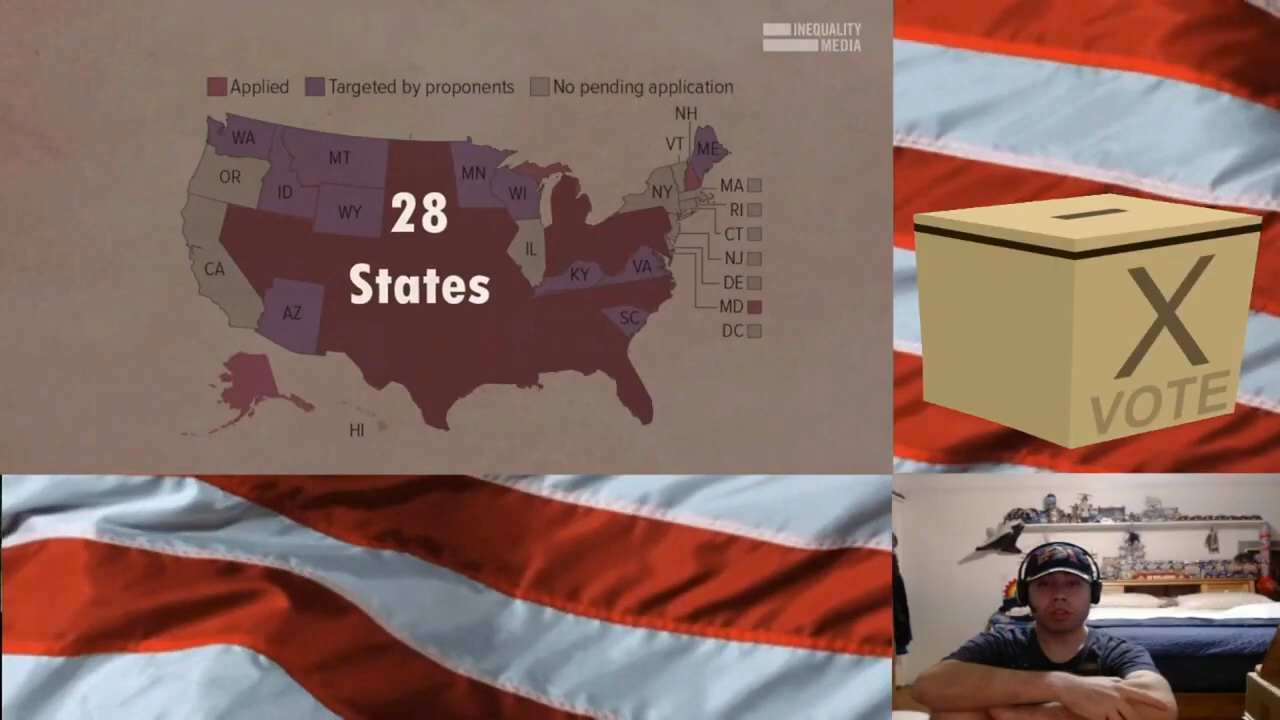 INEQUALITY
MEDIA
Applied Targeted by proponents No pending application
NH
WA
VT ME
MT
MN
OR
ID
WI
NY
MA
WY
28
RI
CT
IL
NJ
CA
KY VA
States
DE
AZ
MD
SC
DC
HI
X
VOTE